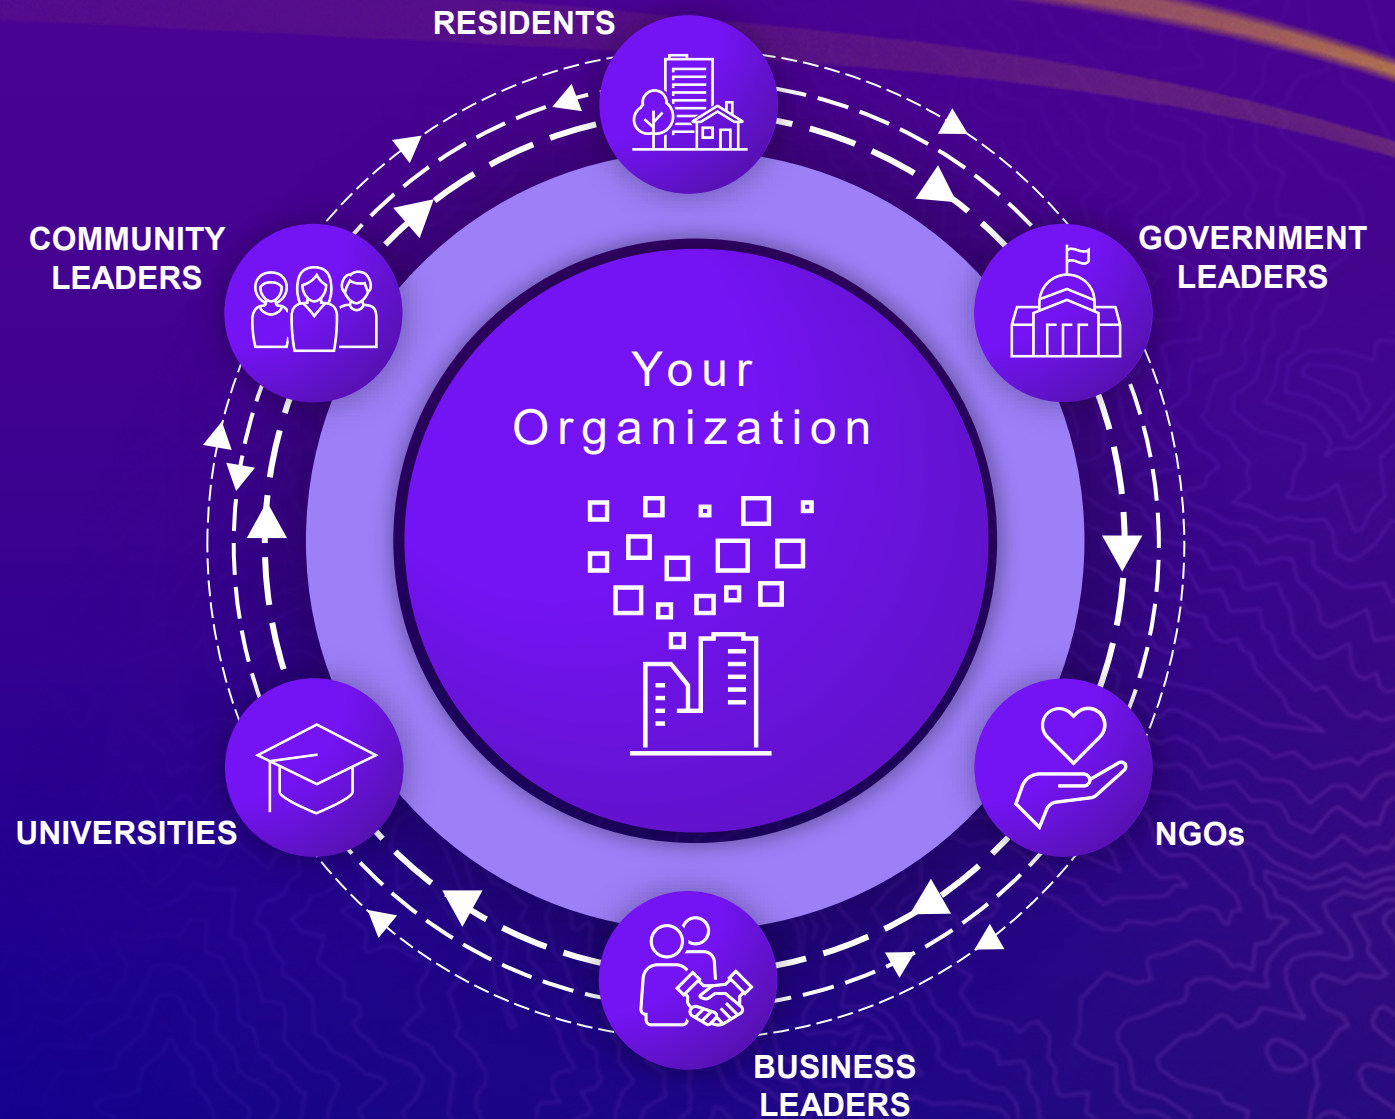 RESIDENTS
COMMUNITY
LEADERS
GOVERNMENT
LEADERS
Your
Organization
UNIVERSITIES
NGOs
BUSINESS
LEADERS